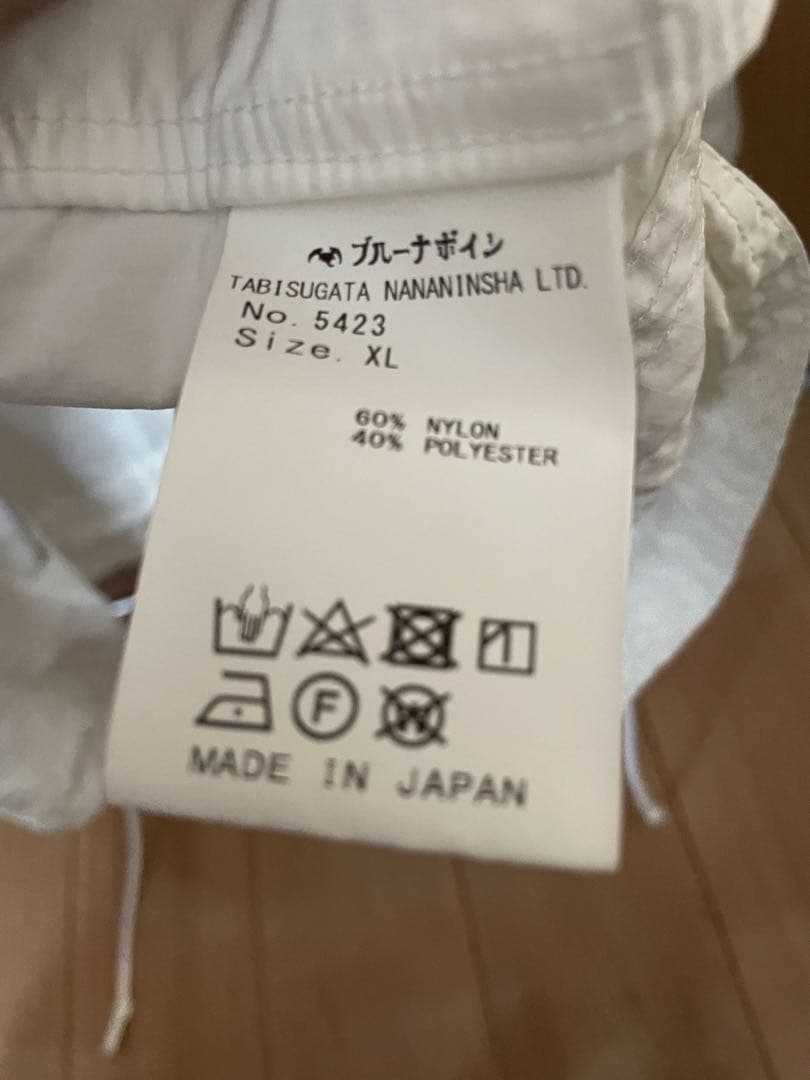 ブルーナボイン
TABISUGATA NANANINSHA LTD.
No. 5423
Size. XL
60% NYLON
40% POLYESTER
F
W
MADE IN JAPAN